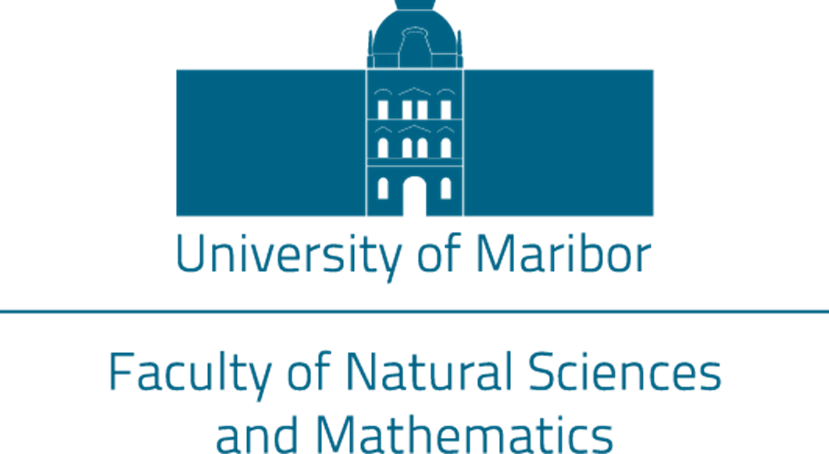 University of Maribor
Faculty of Natural Sciences
and Mathematics